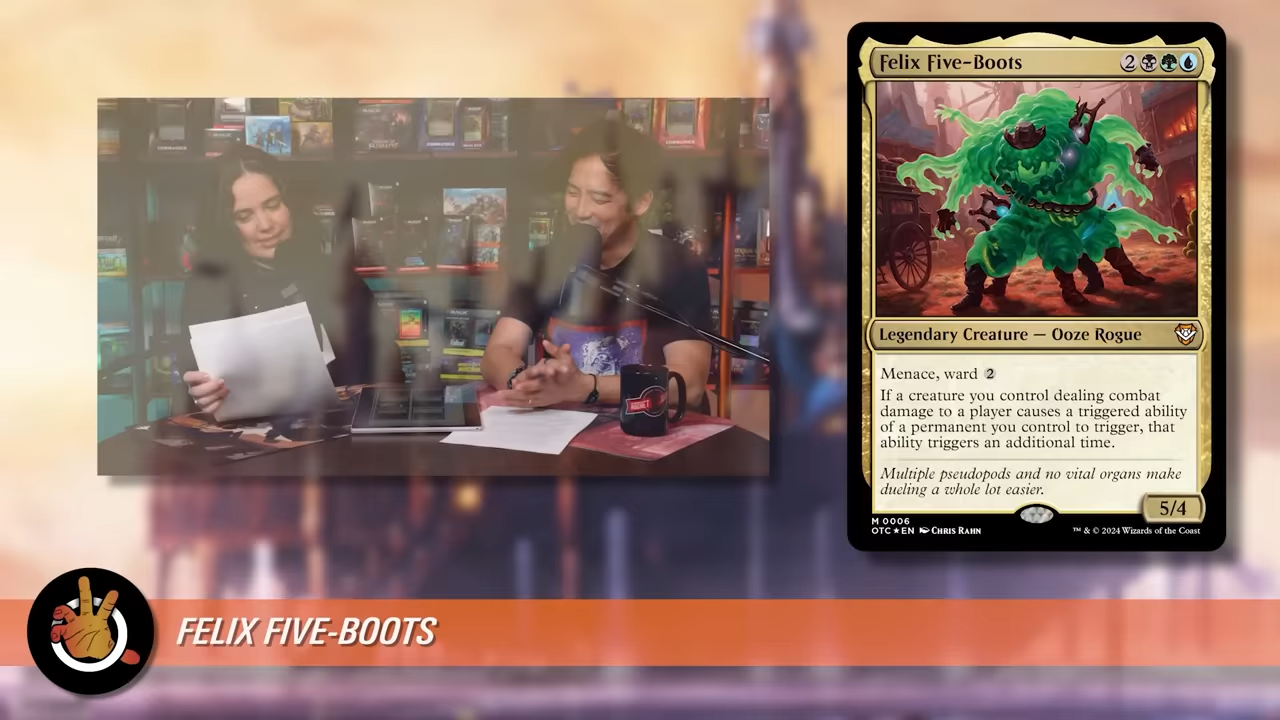 Felix Five-Boots 2
Legendary Creature — Ooze Rogue
Menace, ward 2
If a creature you control dealing combat
damage to a player causes a triggered ability
of a permanent you control to trigger, that
ability triggers an additional time.
Multiple pseudopods and no vital organs make
dueling a whole lot easier.
5/4
M 0006
OTC ★ EN Chris Rahn
™ & © 2024 Wizards of the Coast
FELIX FIVE-BOOTS